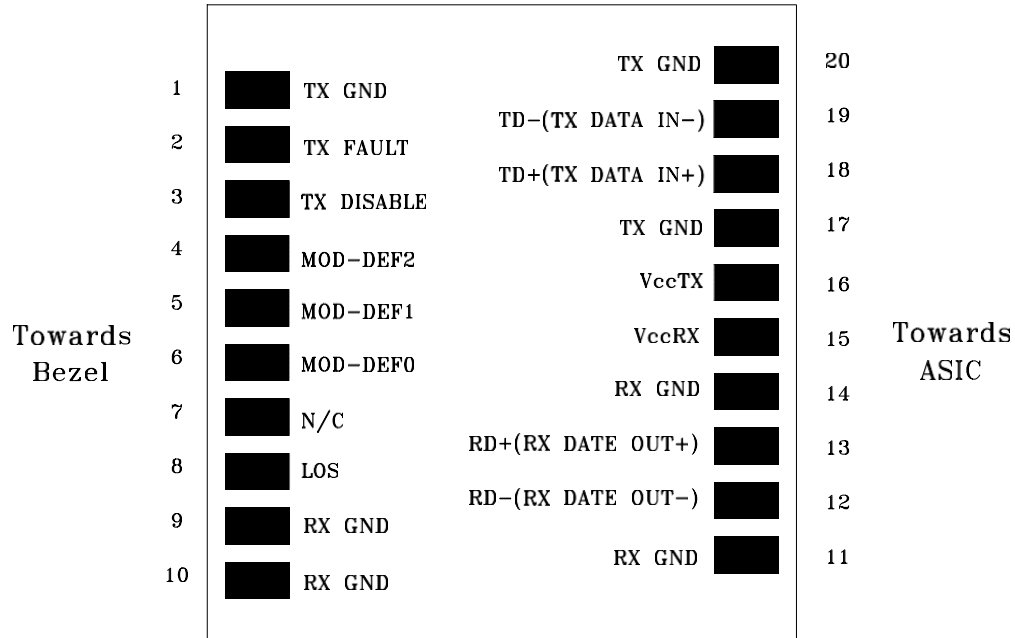 1 TX GND
2 TX FAULT
3 TX DISABLE
4 MOD-DEF2
5 MOD-DEF1
6 MOD-DEF0
7 N/C
8 LOS
9 RX GND
10 RX GND
Towards
Bezel
TX GND 20
TD-(TX DATA IN-) 19
TD+(TX DATA IN+) 18
TX GND 17
VccTX 16
VccRX 15
RX GND 14
RD+(RX DATE OUT+) 13
RD-(RX DATE OUT-) 12
RX GND 11
Towards
ASIC